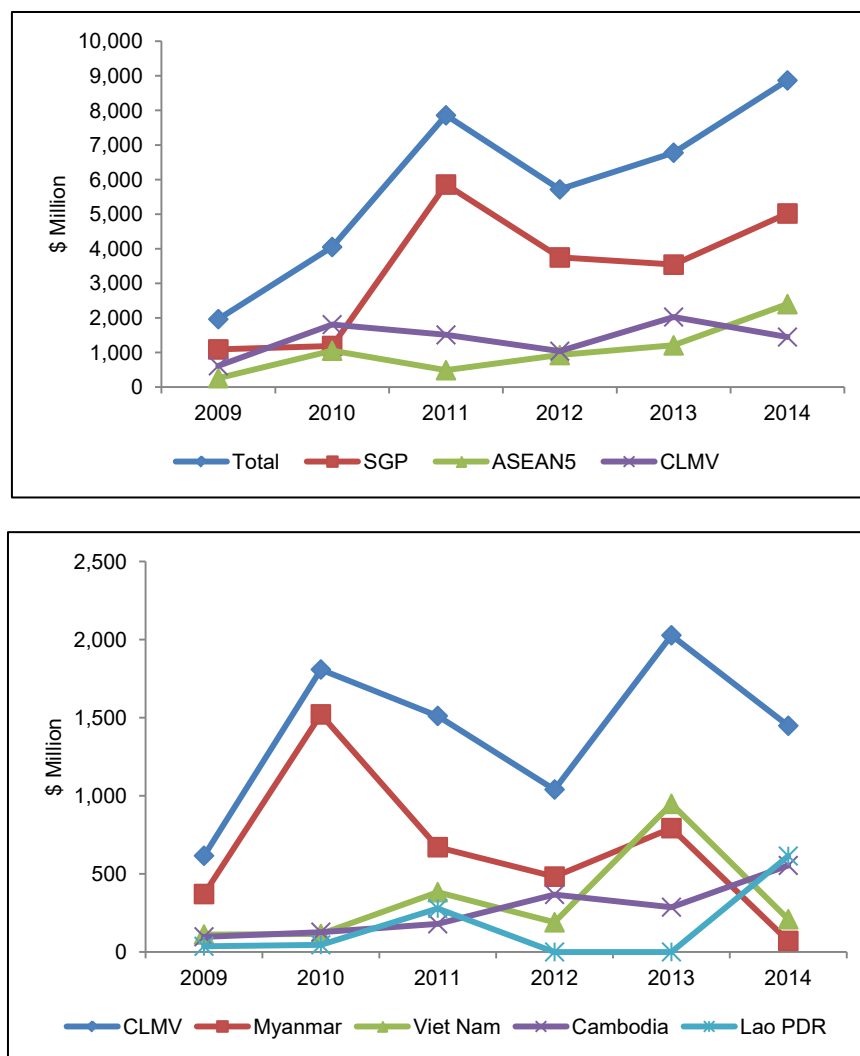 10,000
9,000
8,000
7,000
6,000
5,000
4,000
3,000
2,000
1,000
0
$ Million
2009 2010 2011 2012 2013 2014
Total SGP ASEAN5 CLMV
2,500
2,000
1,500
1,000
500
0
$ Million
2009 2010 2011 2012 2013 2014
CLMV Myanmar Viet Nam Cambodia Lao PDR